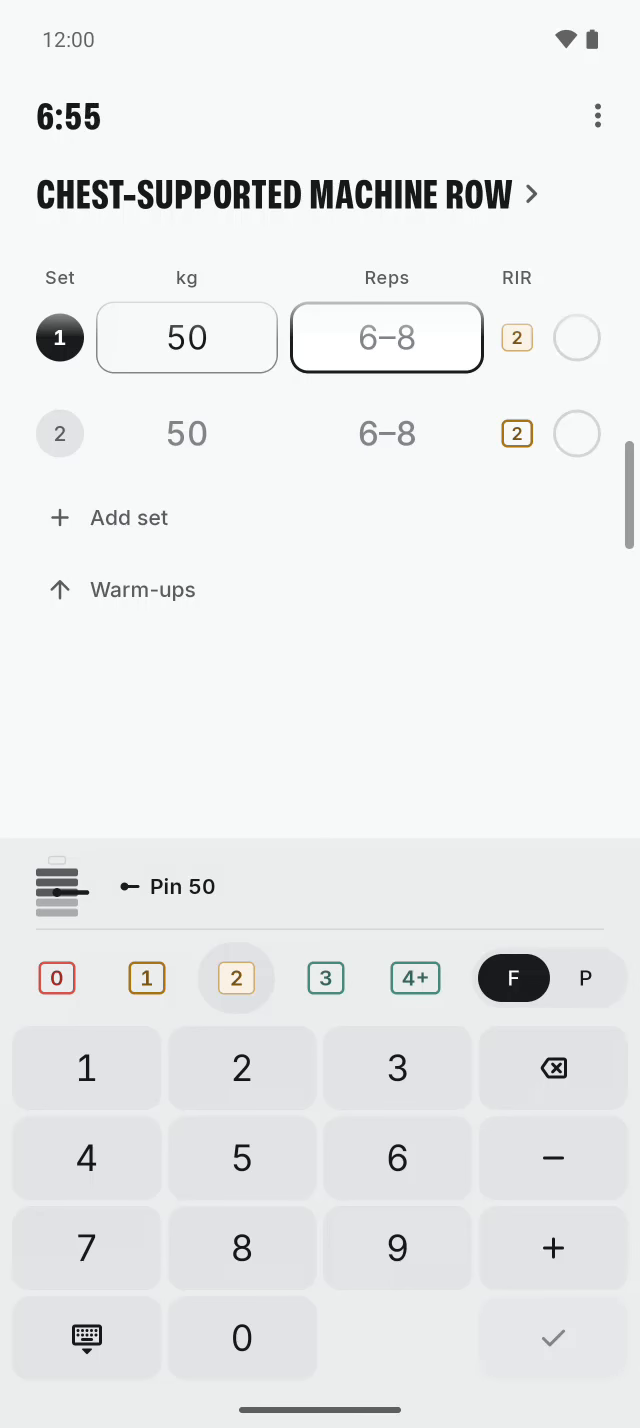 12:00
6:55
CHEST-SUPPORTED MACHINE ROW
Set kg Reps RIR
1 50 6–8 2
2 50 6–8 2
+ Add set
Warm-ups
Pin 50
0 1 2 3 4+ F P
1 2 3
4 5 6 −
7 8 9 +
0